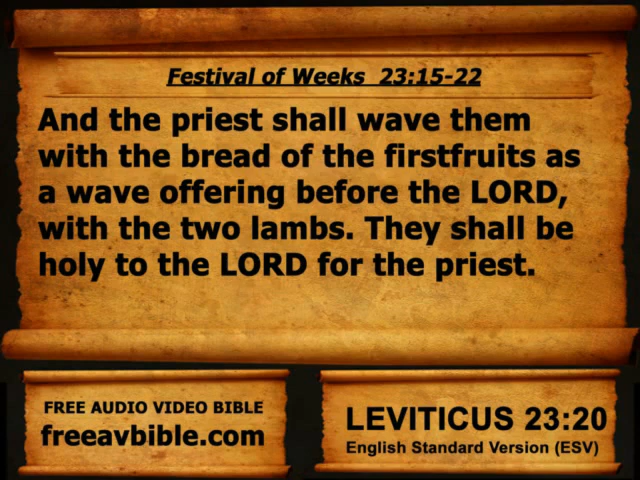 Festival of Weeks  23:15-22
And the priest shall wave them
with the bread of the firstfruits as
a wave offering before the LORD,
with the two lambs. They shall be
holy to the LORD for the priest.
FREE AUDIO VIDEO BIBLE
freeavbible.com
LEVITICUS 23:20
English Standard Version (ESV)